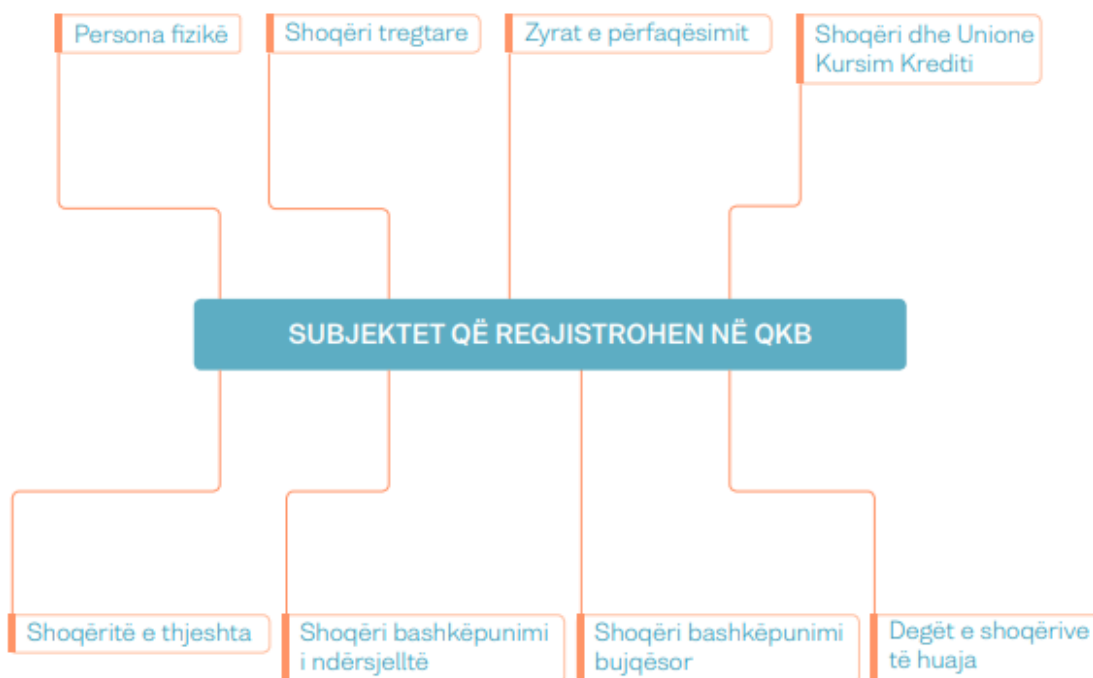 Persona fizikë
Shoqëri tregtare
Zyrat e përfaqësimit
Shoqëri dhe Unione
Kursim Krediti
SUBJEKTET QË REGJISTROHEN NË QKB
Shoqëritë e thjeshta
Shoqëri bashkëpunimi
i ndërsjelltë
Shoqëri bashkëpunimi
bujqësor
Degët e shoqërive
të huaja